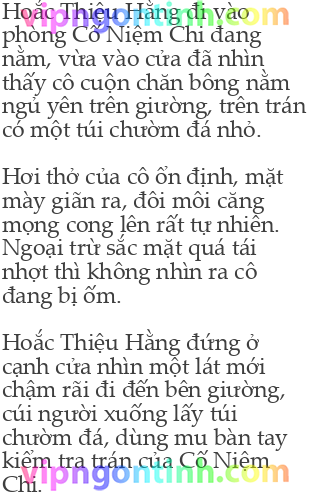 vipngontinh.com
Hoắc Thiệu Hằng đi vào
phòng Cố Niệm Chi đang
nằm, vừa vào cửa đã nhìn
thấy cô cuộn chăn bông nằm
ngủ yên trên giường, trên trán
có một túi chườm đá nhỏ.
Hơi thở của cô ổn định, mặt
mày giãn ra, đôi môi căng
mọng cong lên rất tự nhiên.
Ngoại trừ sắc mặt quá tái
nhợt thì không nhìn ra cô
đang bị ốm.
Hoắc Thiệu Hằng đứng ở
cạnh cửa nhìn một lát mới
chậm rãi đi đến bên giường,
cúi người xuống lấy túi
chườm đá, dùng mu bàn tay
kiểm tra trán của Cố Niệm
Chi.
vipngontinh.com